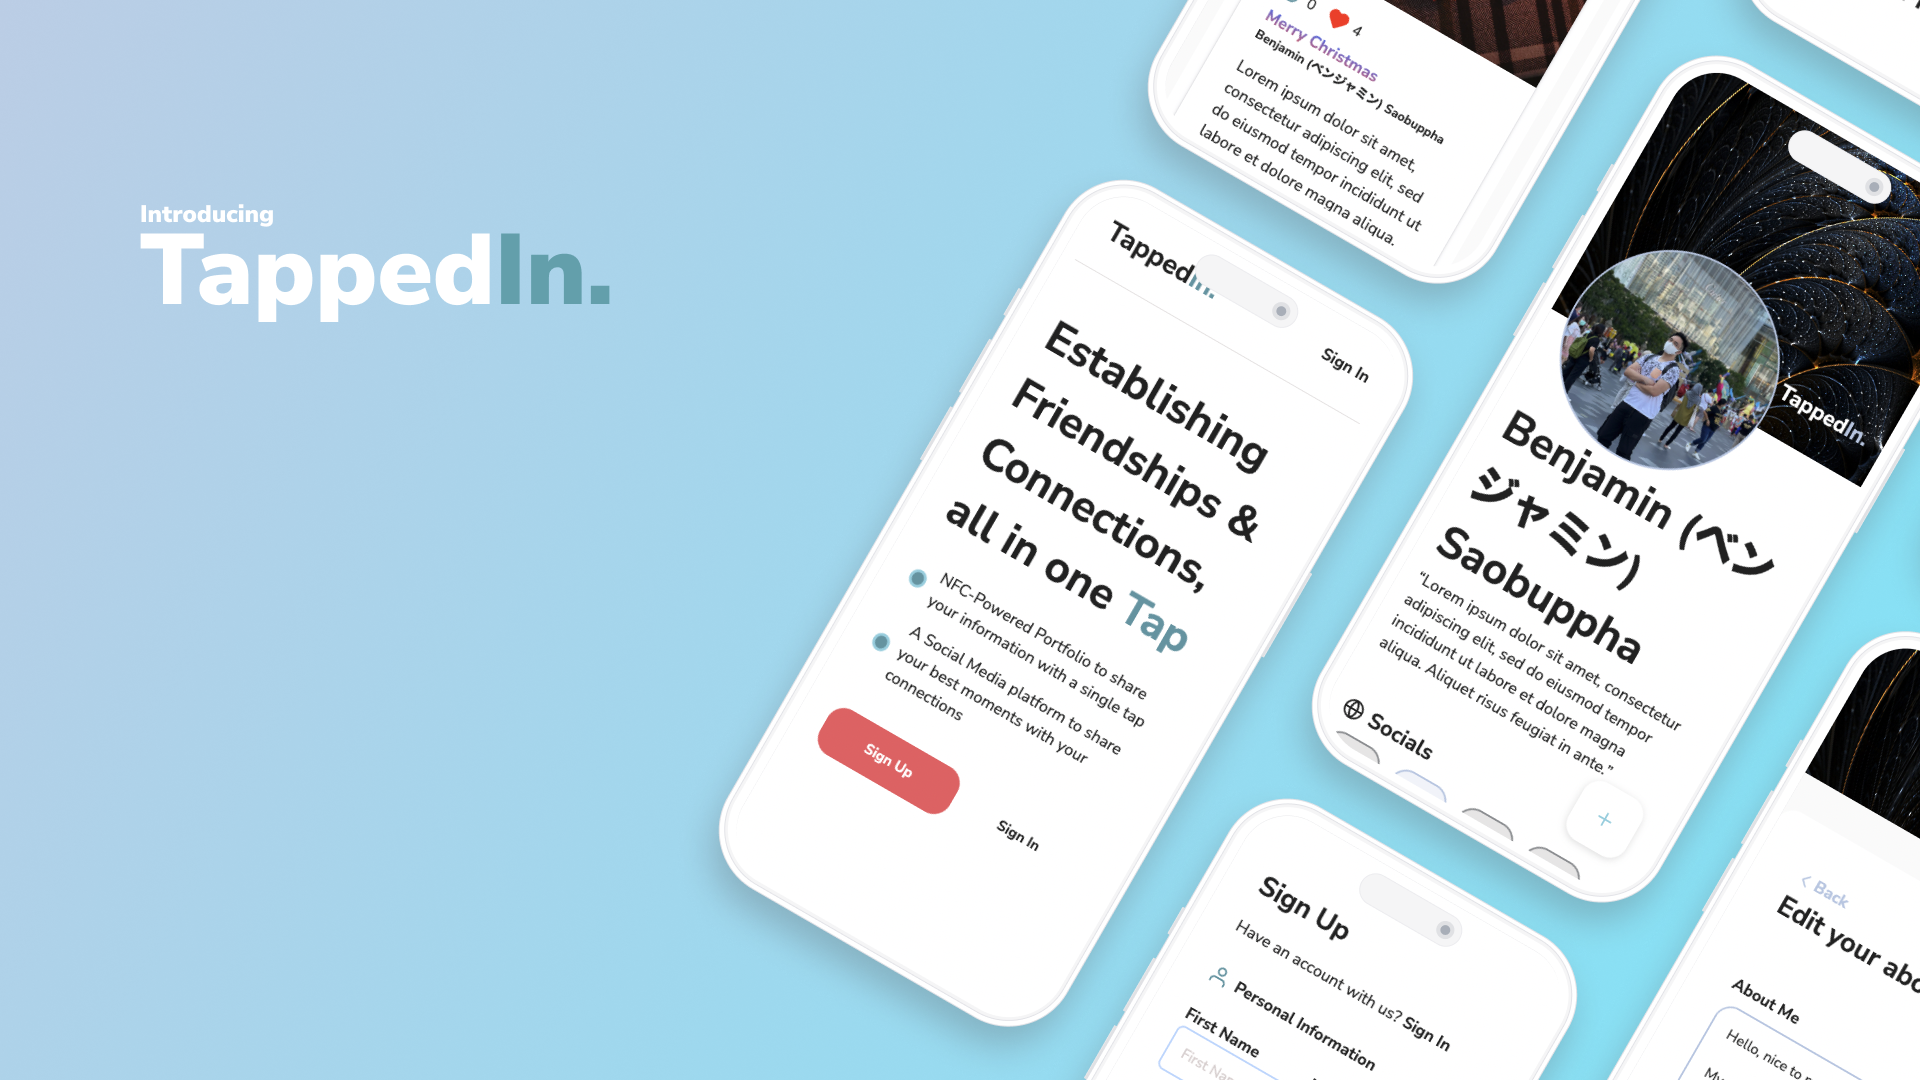 Introducing
TappedIn.
0 4
Merry Christmas
Benjamin (ベンジャミン) Saobuppha
Lorem ipsum dolor sit amet,
consectetur adipiscing elit, sed
do eiusmod tempor incididunt ut
labore et dolore magna aliqua.
TappedIn.
Sign In
Establishing
Friendships &
Connections,
all in one Tap
NFC-Powered Portfolio to share
your information with a single tap
A Social Media platform to share
your best moments with your
connections
Sign Up
Sign In
TappedIn.
Benjamin (ベン
ジャミン)
Saobuppha
“Lorem ipsum dolor sit amet, consectetur
adipiscing elit, sed do eiusmod tempor
incididunt ut labore et dolore magna
aliqua. Aliquet risus feugiat in ante.”
Socials
+
Sign Up
Have an account with us? Sign In
Personal Information
First Name
First Na
Back
Edit your abo
About Me
Hello, nice to
My